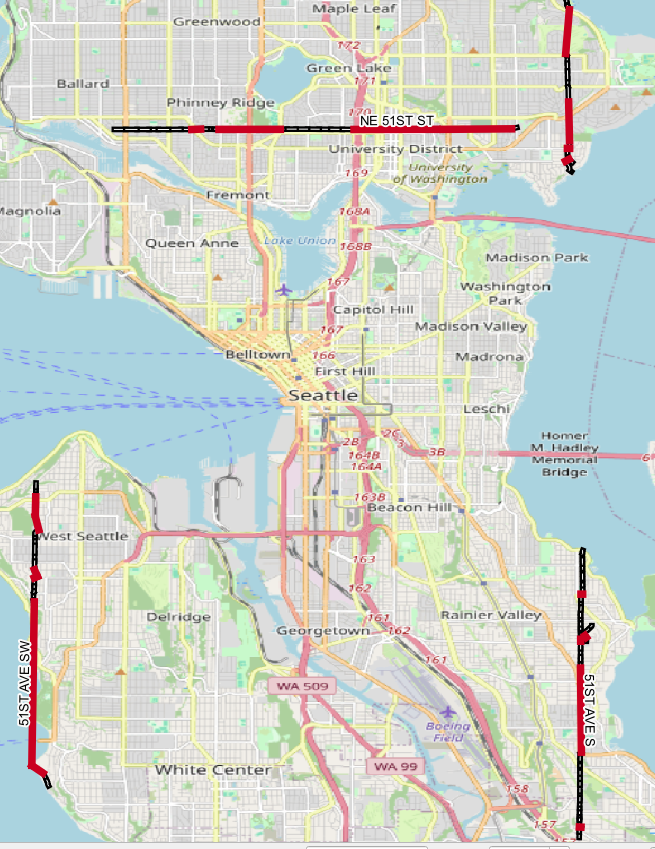 Maple Leaf
Greenwood
172
Green Lake
171
Ballard
Phinney Ridge
170
NE 51ST ST
University District
University
of Washington
169
Fremont
Magnolia
168A
Queen Anne
Lake Union
168B
Madison Park
167
Washington
Park
Capitol Hill
Madison Valley
167
Belltown
166
Madrona
First Hill
Seattle
Leschi
2C
2B
3B
Homer
M. Hadley
Memorial
Bridge
164B
164A
163B
Beacon Hill
West Seattle
163
162
Delridge
161
Rainier Valley
Georgetown
162
161
51ST AVE SW
WA 509
51ST AVE S
Boeing
Field
White Center
WA 99
158
157